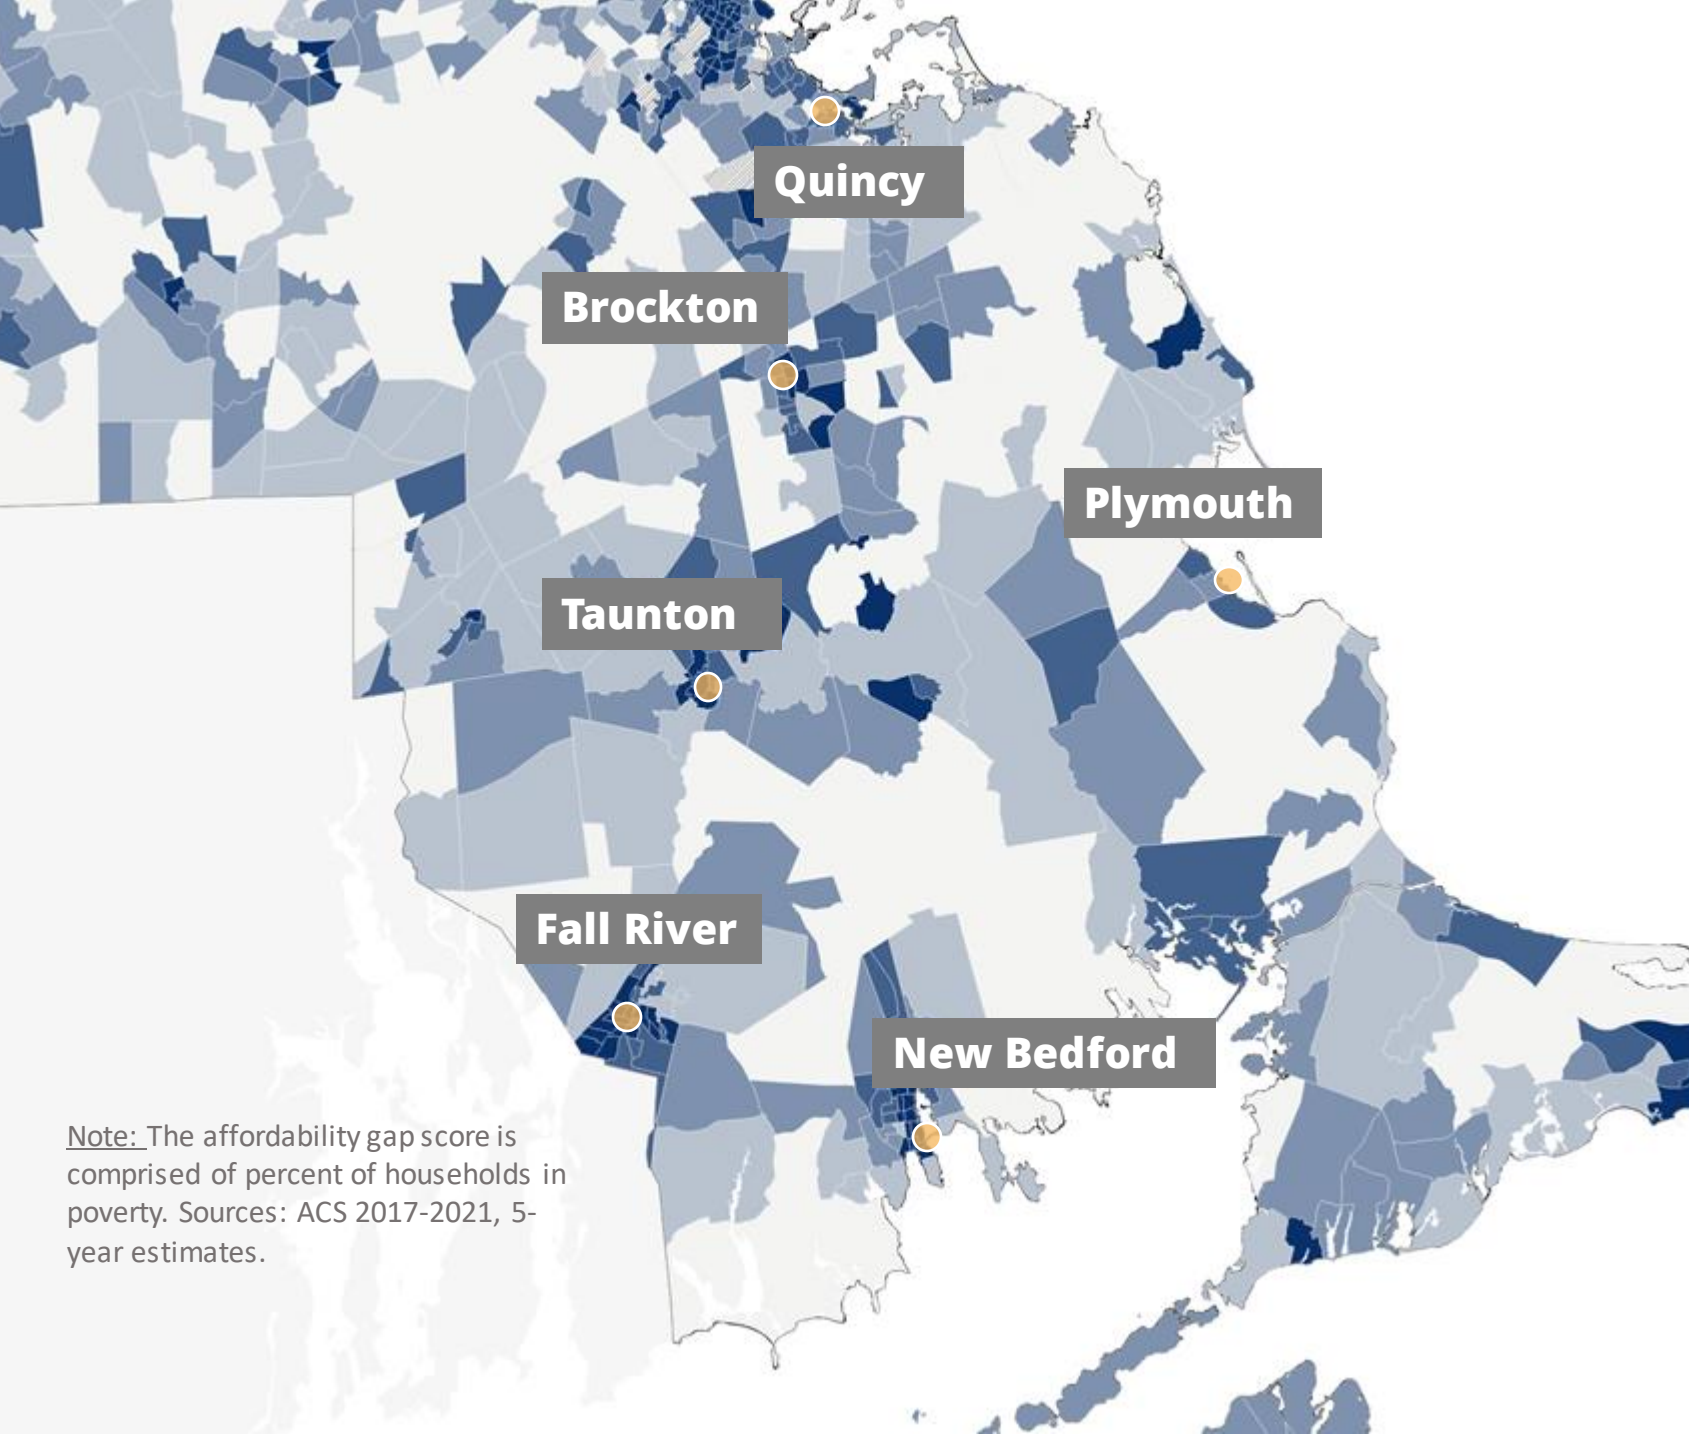 Quincy
Brockton
Plymouth
Taunton
Fall River
New Bedford
Note: The affordability gap score is
comprised of percent of households in
poverty. Sources: ACS 2017-2021, 5-
year estimates.